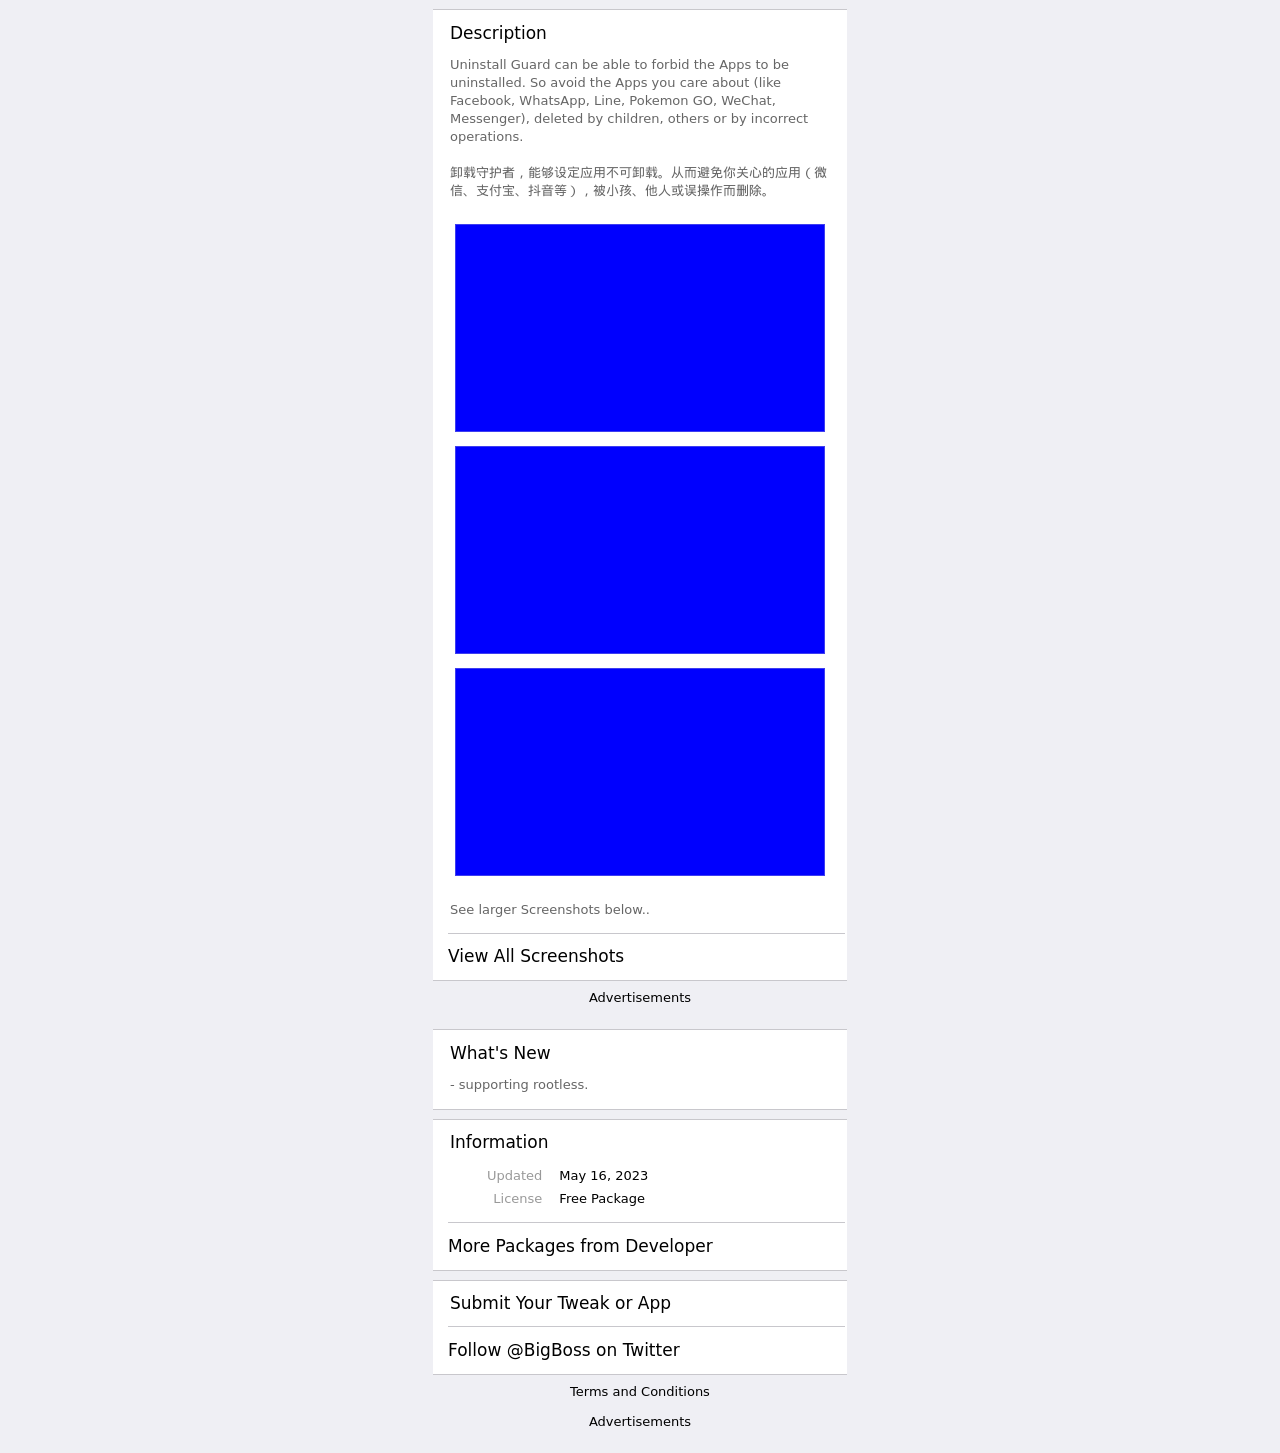 Description
Uninstall Guard can be able to forbid the Apps to be
uninstalled. So avoid the Apps you care about (like
Facebook, WhatsApp, Line, Pokemon GO, WeChat,
Messenger), deleted by children, others or by incorrect
operations.
卸载守护者，能够设定应用不可卸载。从而避免你关心的应用（微
信、支付宝、抖音等），被小孩、他人或误操作而删除。
See larger Screenshots below..
View All Screenshots
Advertisements
What's New
- supporting rootless.
Information
Updated May 16, 2023
License Free Package
More Packages from Developer
Submit Your Tweak or App
Follow @BigBoss on Twitter
Terms and Conditions
Advertisements